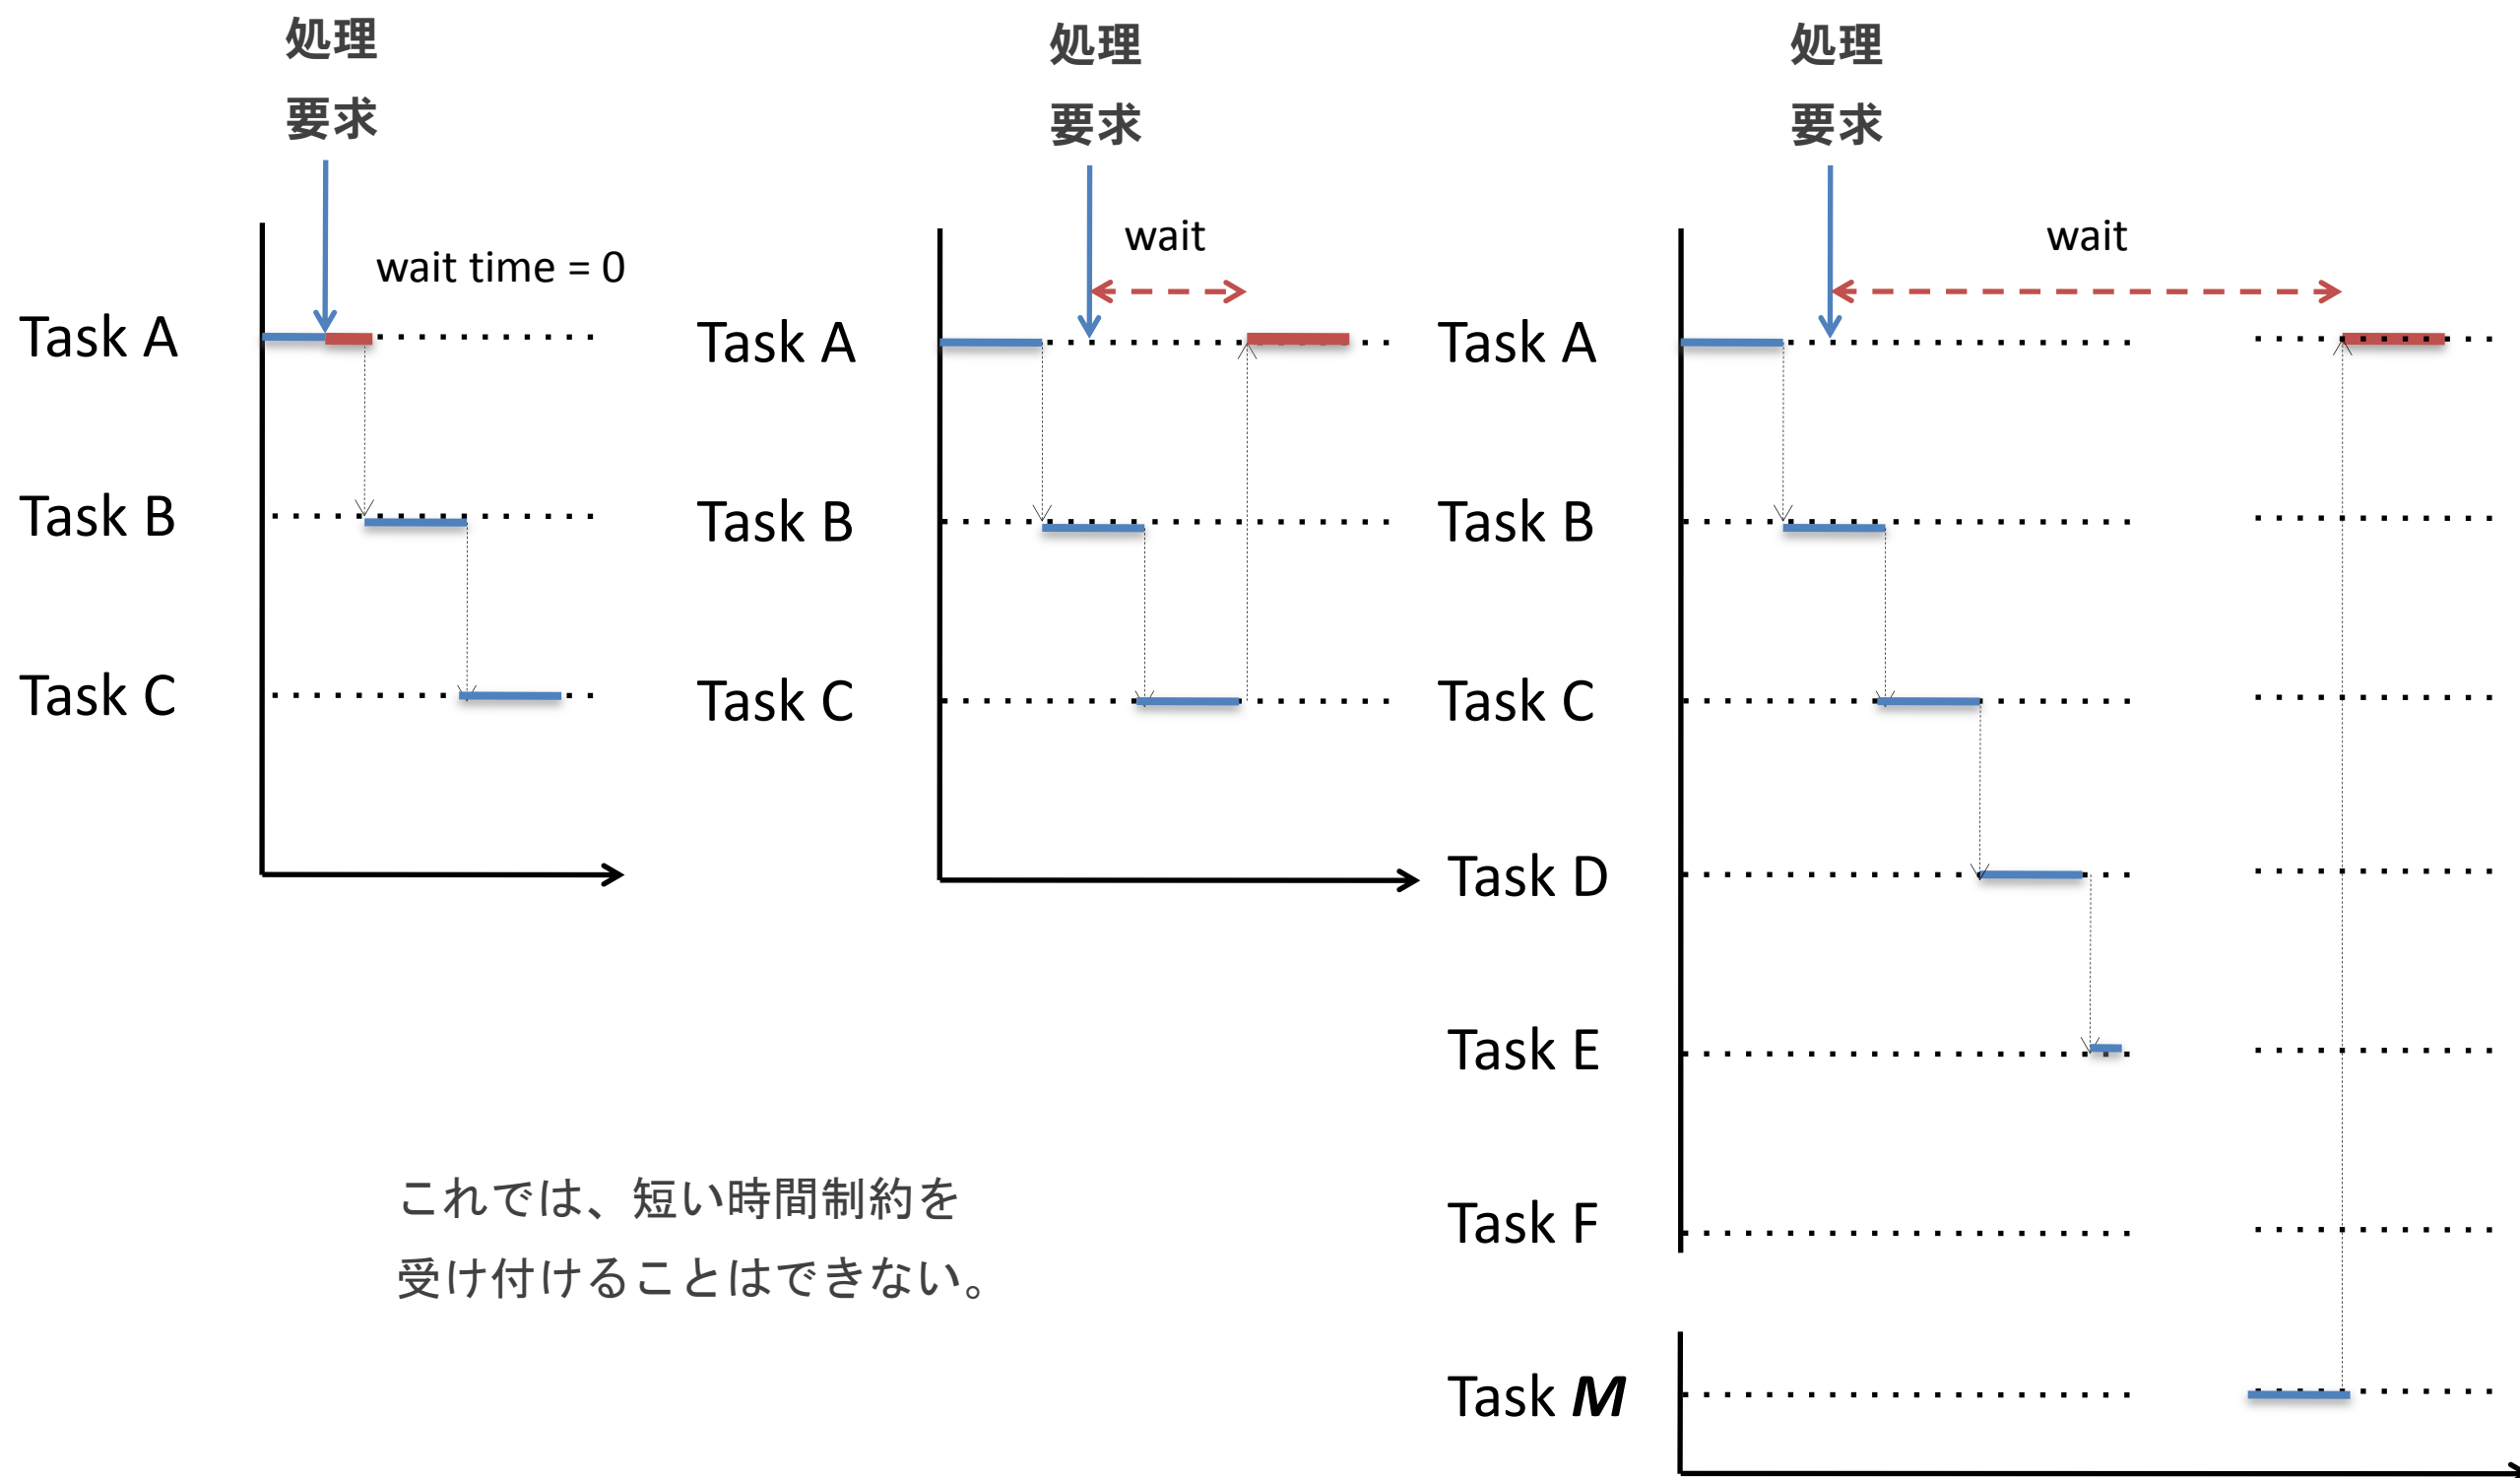 処理
要求
wait time = 0
Task A
Task B
Task C
処理
要求
wait
Task A
Task B
Task C
処理
要求
wait
Task A
Task B
Task C
Task D
Task E
Task F
Task M
これでは、短い時間制約を
受け付けることはできない。